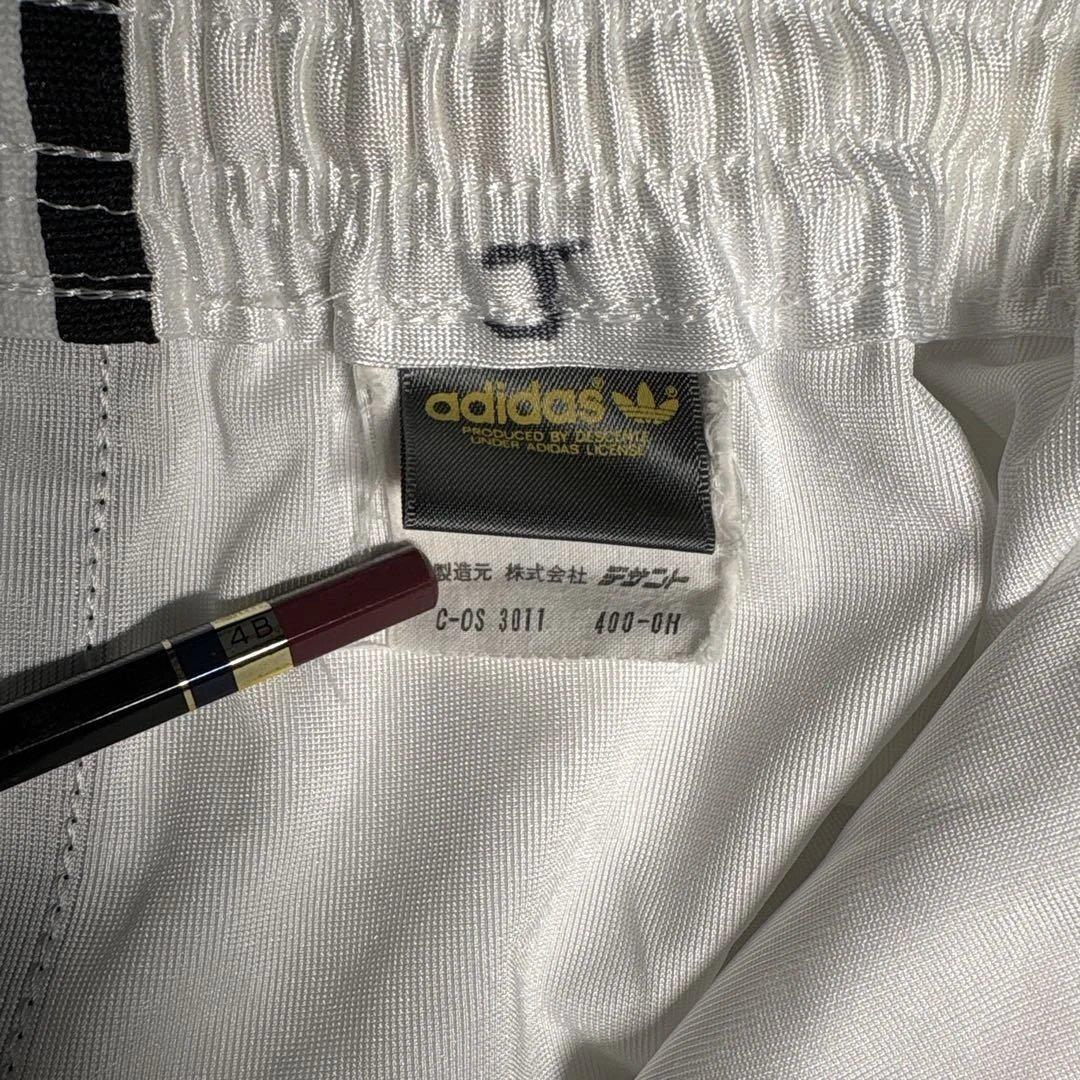 adidas
PRODUCED BY DESCENTE
UNDER ADIDAS LICENSE
製造元 株式会社 デサント
C-OS 3011 400-OH
4B